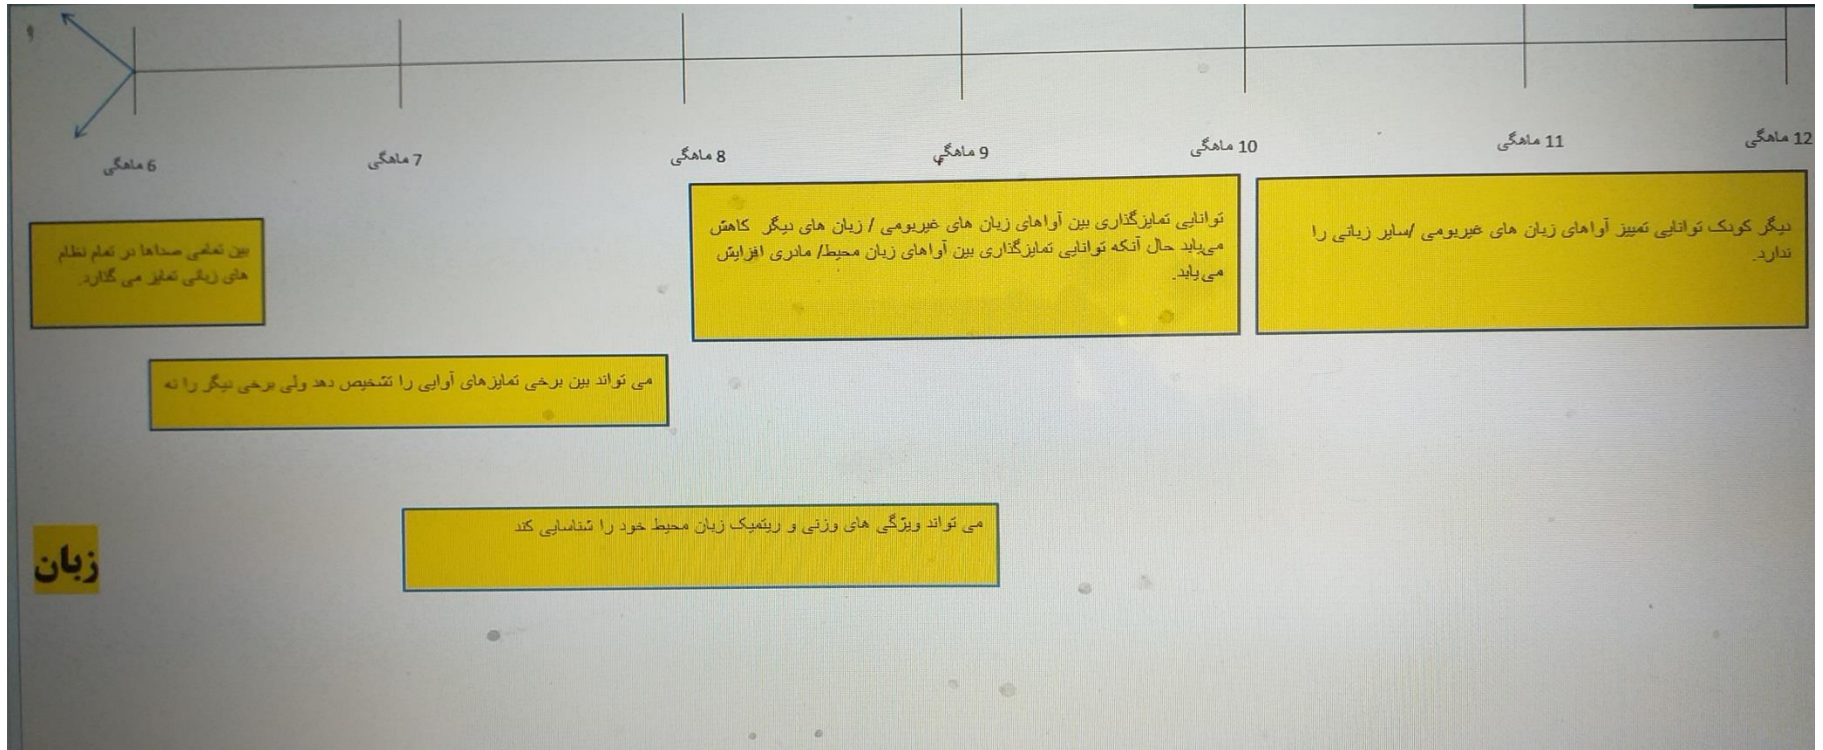 6 ماهگی
7 ماهگی
8 ماهگی
9 ماهگی
10 ماهگی
11 ماهگی
12 ماهگی
بین تمامی صداها در تمام نظام
های زبانی تمایز می گذارد.
توانایی تمایزگذاری بین آواهای زبان های غیربومی / زبان های دیگر کاهش
می‌یابد حال آنکه توانایی تمایزگذاری بین آواهای زبان محیط/ مادری افزایش
می یابد.
دیگر کودک توانایی تمییز آواهای زبان های غیربومی /سایر زبانی را
ندارد.
می تواند بین برخی تمایزهای آوایی را تشخیص دهد ولی برخی دیگر را نه
می تواند ویژگی های وزنی و ریتمیک زبان محیط خود را شناسایی کند
زبان